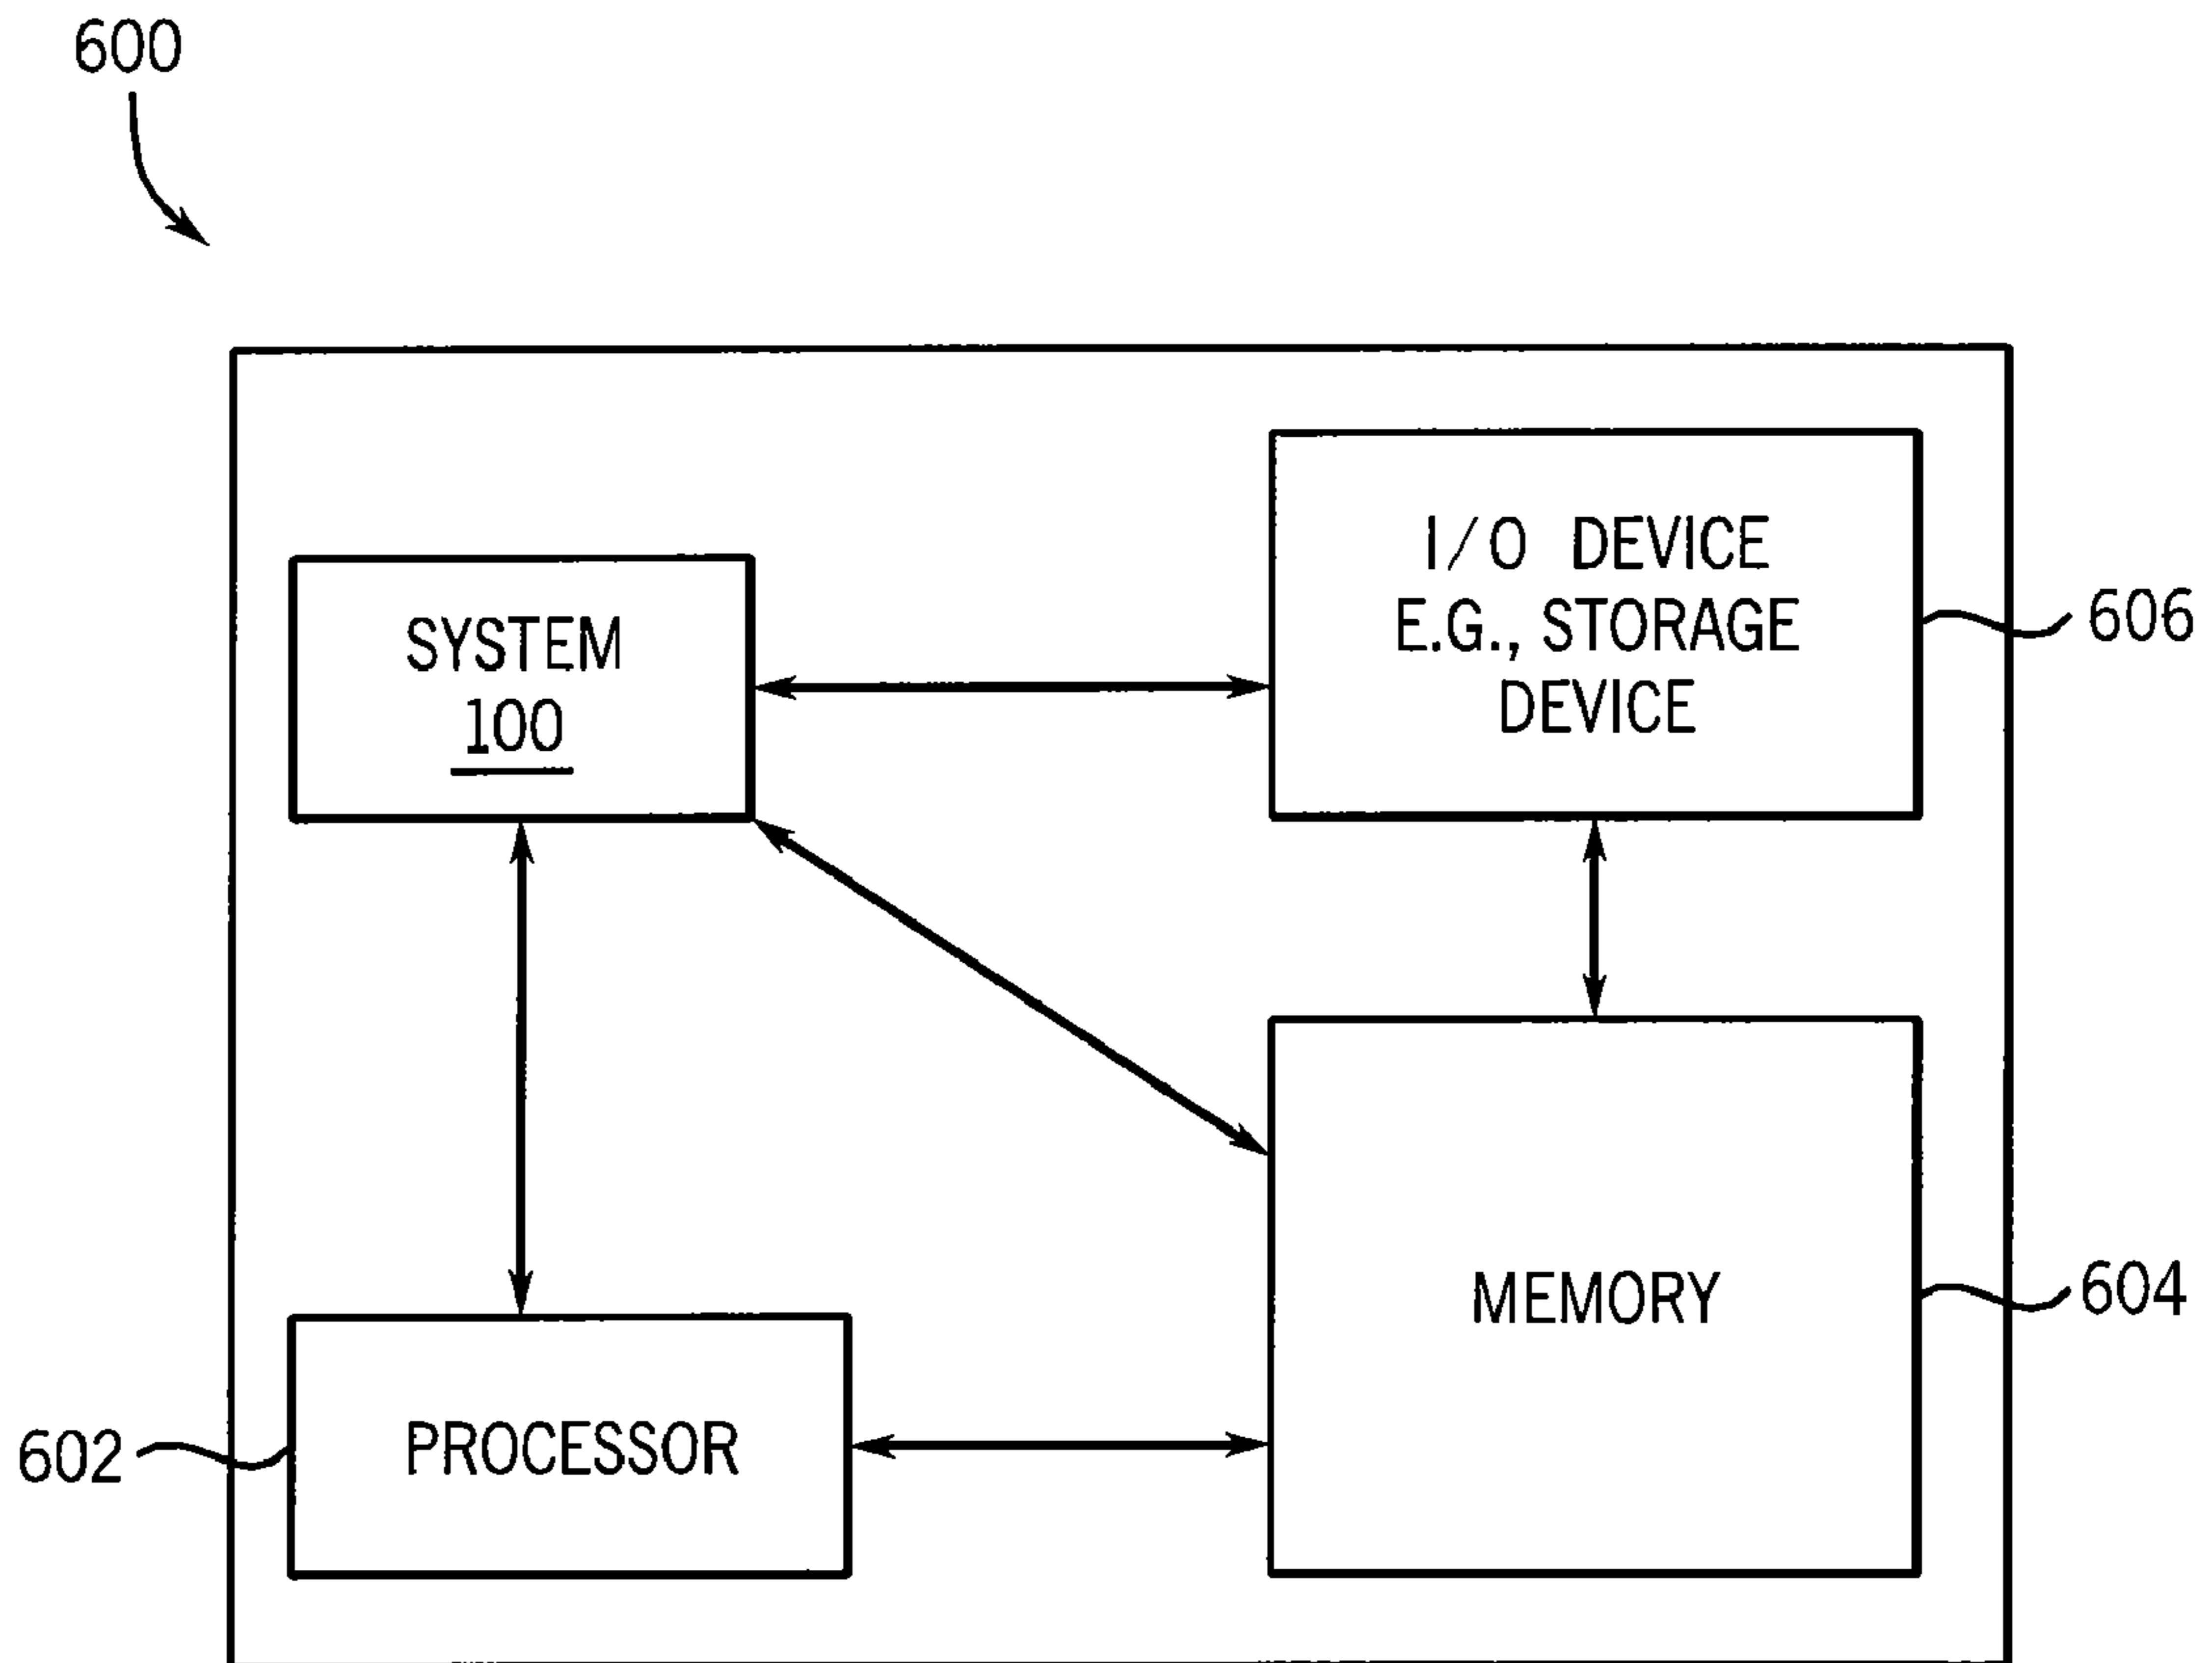 600
I/O DEVICE
E.G., STORAGE
DEVICE
606
SYSTEM
100
MEMORY
604
602
PROCESSOR